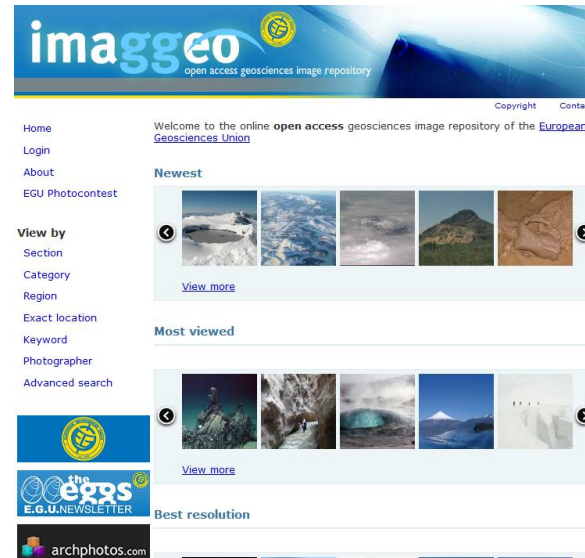 imaggeo
open access geosciences image repository
Copyright
Home
Login
About
EGU Photocontest
View by
Section
Category
Region
Exact location
Keyword
Photographer
Advanced search
Welcome to the online open access geosciences image repository of the European
Geosciences Union
Newest
View more
Most viewed
View more
Best resolution
the
eggs
E.G.U.NEWSLETTER
archphotos.com